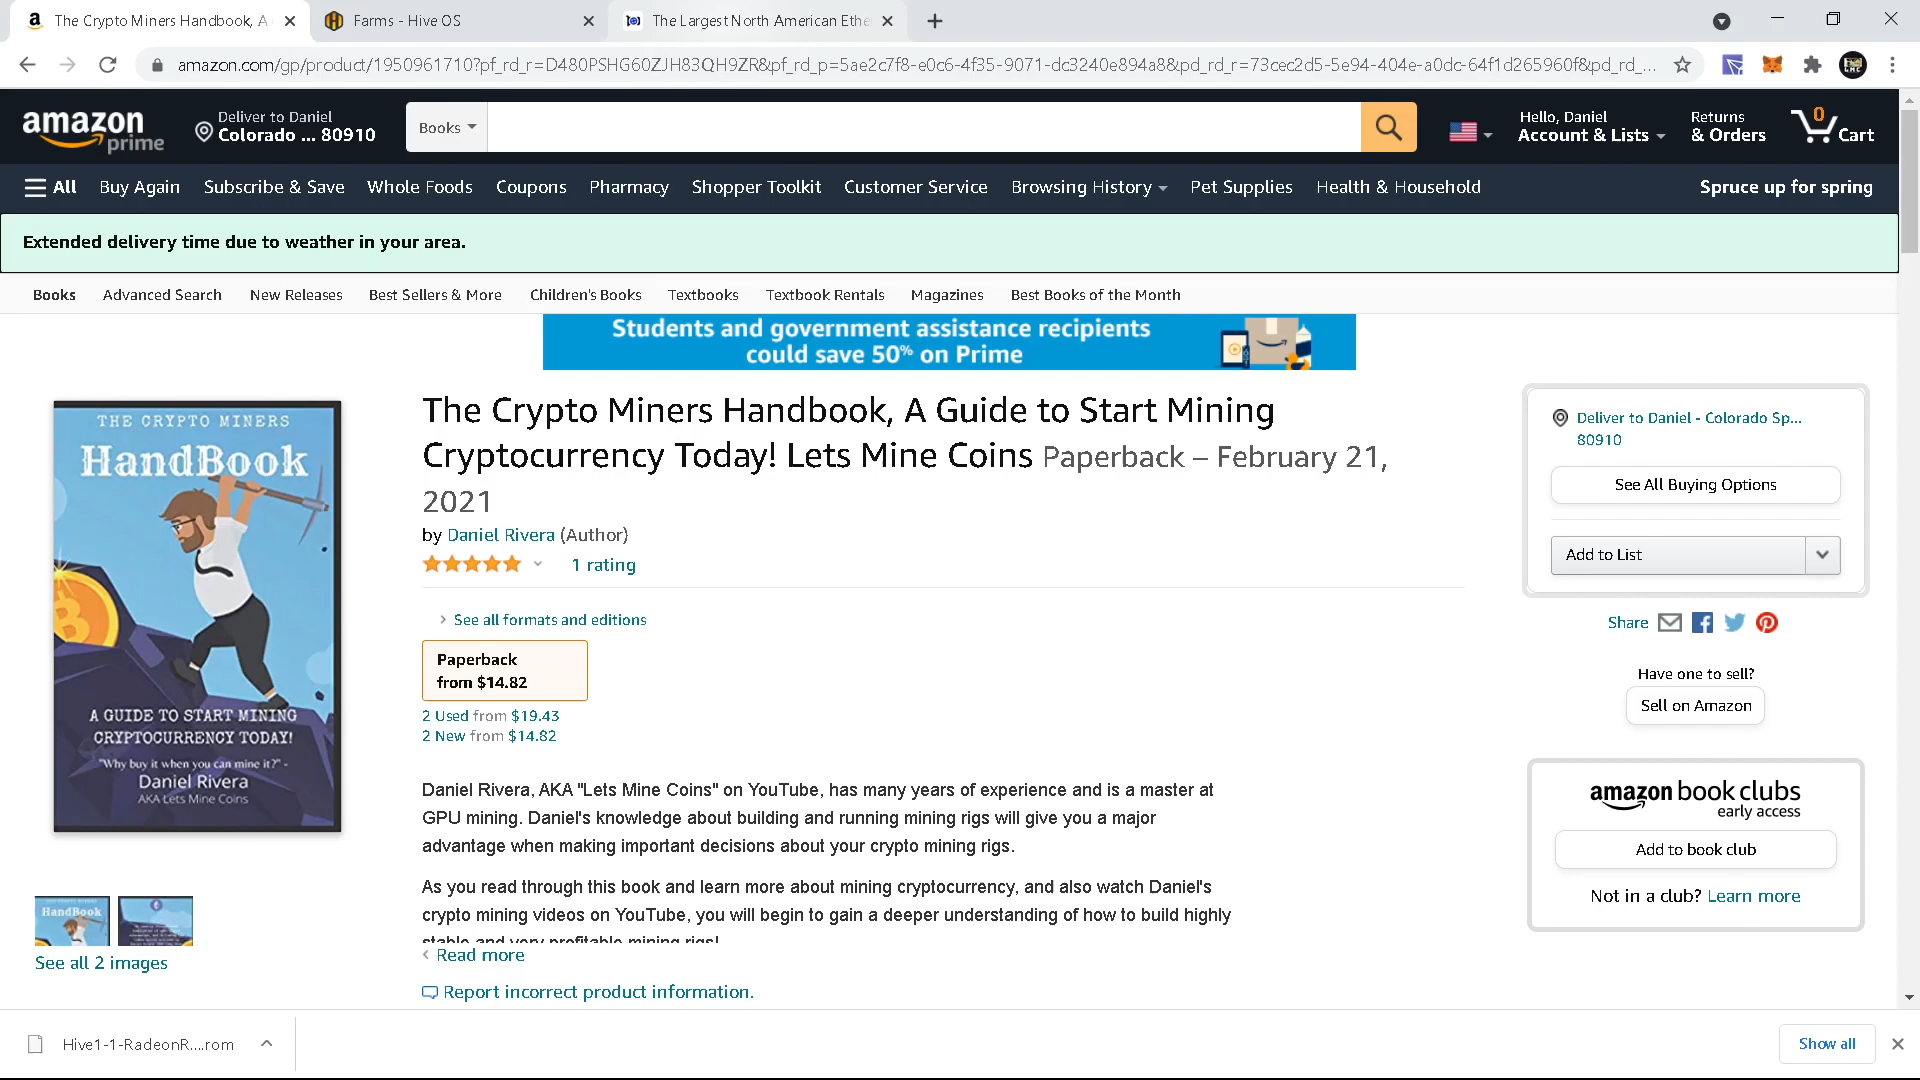 The Crypto Miners Handbook, A
Farms - Hive OS
The Largest North American Ethe
amazon.com/gp/product/1950961710?pf_rd_r=D480PSHG60ZJH83QH9ZR&pf_rd_p=5ae2c7f8-e0c6-4f35-9071-dc3240e894a8&pd_rd_r=73cec2d5-5e94-404e-a0dc-64f1d265960f&pd_rd_...
amazon prime
Deliver to Daniel
Colorado ... 80910
Books
Hello, Daniel
Account & Lists
Returns
& Orders
0
Cart
All
Buy Again
Subscribe & Save
Whole Foods
Coupons
Pharmacy
Shopper Toolkit
Customer Service
Browsing History
Pet Supplies
Health & Household
Spruce up for spring
Extended delivery time due to weather in your area.
Books
Advanced Search
New Releases
Best Sellers & More
Children's Books
Textbooks
Textbook Rentals
Magazines
Best Books of the Month
Students and government assistance recipients
could save 50% on Prime
THE CRYPTO MINERS
HandBook
A GUIDE TO START MINING
CRYPTOCURRENCY TODAY!
"Why buy it when you can mine it?" -
Daniel Rivera
AKA Lets Mine Coins
HandBook
See all 2 images
The Crypto Miners Handbook, A Guide to Start Mining
Cryptocurrency Today! Lets Mine Coins Paperback – February 21,
2021
by Daniel Rivera (Author)
1 rating
See all formats and editions
Paperback
from $14.82
2 Used from $19.43
2 New from $14.82
Daniel Rivera, AKA "Lets Mine Coins" on YouTube, has many years of experience and is a master at
GPU mining. Daniel's knowledge about building and running mining rigs will give you a major
advantage when making important decisions about your crypto mining rigs.
As you read through this book and learn more about mining cryptocurrency, and also watch Daniel's
crypto mining videos on YouTube, you will begin to gain a deeper understanding of how to build highly
stable and very profitable mining rigs!
Read more
Report incorrect product information.
Deliver to Daniel - Colorado Sp...
80910
See All Buying Options
Add to List
Share
Have one to sell?
Sell on Amazon
amazon book clubs
early access
Add to book club
Not in a club? Learn more
Hive1-1-RadeonR....rom
Show all